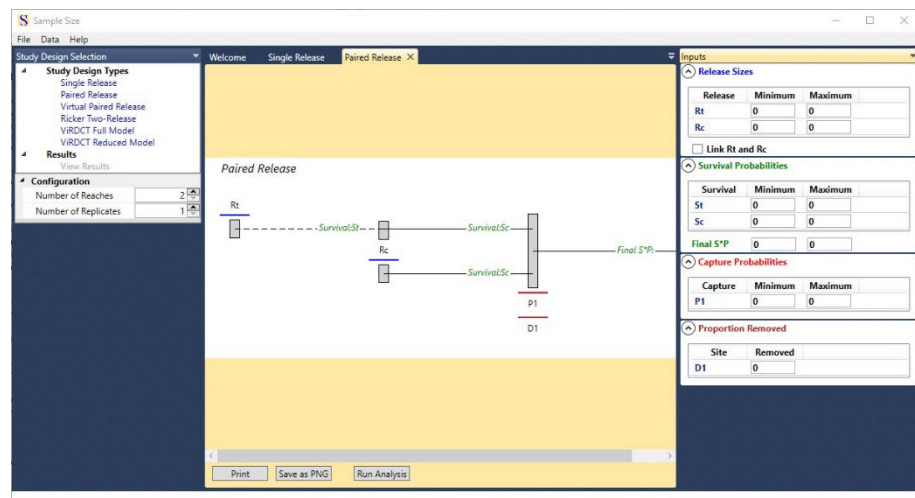 S Sample Size
File Data Help
Study Design Selection
Study Design Types
Single Release
Paired Release
Virtual Paired Release
Ricker Two-Release
ViRDCT Full Model
ViRDCT Reduced Model
Results
View Results
Configuration
Number of Reaches 2
Number of Replicates 1
Welcome Single Release Paired Release
Paired Release
Rt
Survival:St Survival:Sc
Rc
Final S*P:
Survival:Sc
P1
D1
Print Save as PNG Run Analysis
Inputs
Release Sizes
Release Minimum Maximum
Rt 0 0
Rc 0 0
Link Rt and Rc
Survival Probabilities
Survival Minimum Maximum
St 0 0
Sc 0 0
Final S*P 0 0
Capture Probabilities
Capture Minimum Maximum
P1 0 0
Proportion Removed
Site Removed
D1 0